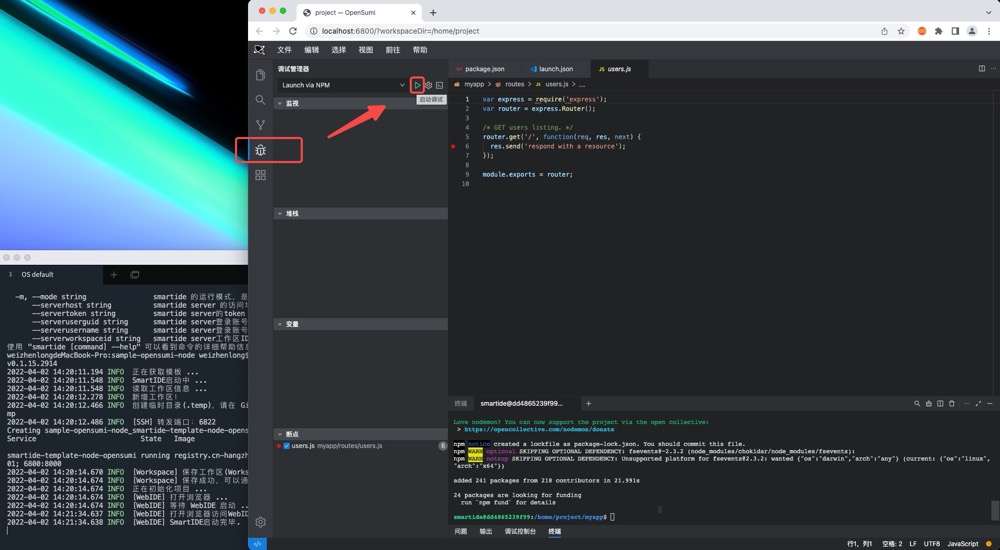 project — OpenSumi
localhost:6800/?workspaceDir=/home/project
文件 编辑 选择 视图 前往 帮助
调试管理器
Launch via NPM
启动调试
监视
堆栈
变量
断点
users.js myapp/routes/users.js 6
package.json launch.json users.js
myapp routes users.js ...
1 var express = require('express');
2 var router = express.Router();
3
4 /* GET users listing. */
5 router.get('/', function(req, res, next) {
6 res.send('respond with a resource');
7 });
8
9 module.exports = router;
10
终端 smartide@dd4865239f99...
Love nodemon? You can now support the project via the open collective:
> https://opencollective.com/nodemon/donate
npm notice created a lockfile as package-lock.json. You should commit this file.
npm WARN optional SKIPPING OPTIONAL DEPENDENCY: fsevents@~2.3.2 (node_modules/chokidar/node_modules/fsevents):
npm WARN notsup SKIPPING OPTIONAL DEPENDENCY: Unsupported platform for fsevents@2.3.2: wanted {"os":"darwin","arch":"any"} (current: {"os":"linux",
"arch":"x64"})
added 241 packages from 218 contributors in 21.991s
24 packages are looking for funding
run `npm fund` for details
smartide@dd4865239f99:/home/project/myapp$
问题 输出 调试控制台 终端
行1, 列1 空格: 2 LF UTF8 JavaScript
1 OS default
-m, --mode string smartide 的运行模式，是
--serverhost string smartide server 的访问
--servertoken string smartide server的token
--serveruserguid string smartide server登录账号
--serverusername string smartide server登录账号
--serverworkspaceid string smartide server工作区ID
使用 "smartide [command] --help" 可以看到命令的详细帮助信息
weizhenlongdeMacBook-Pro:sample-opensumi-node weizhenlong$
v0.1.15.2914
2022-04-02 14:20:11.194 INFO 正在获取模板 ...
2022-04-02 14:20:11.548 INFO SmartIDE启动中 ...
2022-04-02 14:20:11.548 INFO 读取工作区信息 ...
2022-04-02 14:20:12.278 INFO 新增工作区！
2022-04-02 14:20:12.466 INFO 创建临时目录(.temp)，请在 Gi
mp
2022-04-02 14:20:12.486 INFO [SSH] 转发端口：6822
Creating sample-opensumi-node_smartide-template-node-opens
Service State Image
smartide-template-node-opensumi running registry.cn-hangz
01; 6800:8000
2022-04-02 14:20:14.670 INFO [Workspace] 保存工作区(Works
2022-04-02 14:20:14.674 INFO [Workspace] 保存成功，可以通
2022-04-02 14:20:14.674 INFO 正在初始化项目 ...
2022-04-02 14:20:14.674 INFO [WebIDE] 打开浏览器 ...
2022-04-02 14:20:14.674 INFO [WebIDE] 等待 WebIDE 启动 ...
2022-04-02 14:21:34.637 INFO [WebIDE] 打开浏览器访问WebID
2022-04-02 14:21:34.638 INFO [WebIDE] SmartIDE启动完毕.